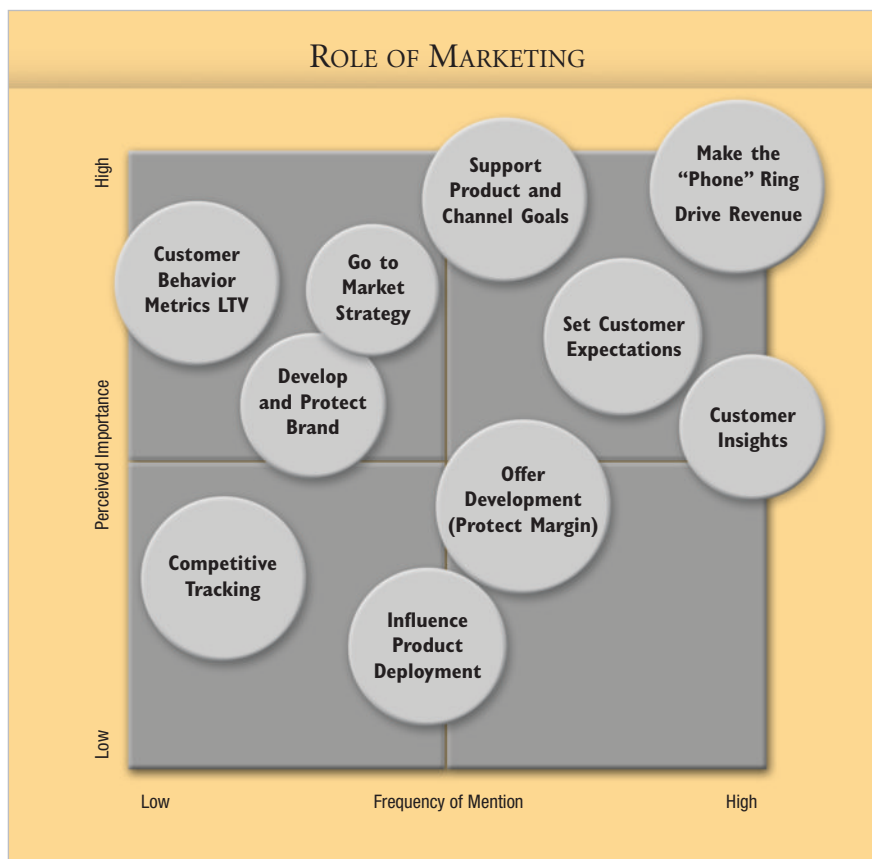 ROLE OF MARKETING
High
Perceived Importance
Low
Support
Product and
Channel Goals
Make the
“Phone” Ring
Drive Revenue
Customer
Behavior
Metrics LTV
Go to
Market
Strategy
Set Customer
Expectations
Develop
and Protect
Brand
Customer
Insights
Offer
Development
(Protect Margin)
Competitive
Tracking
Influence
Product
Deployment
Low
Frequency of Mention
High